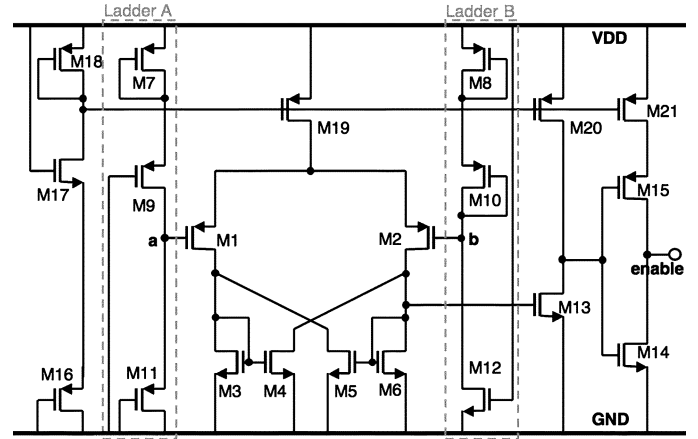 Ladder A
Ladder B
VDD
M18
M7
M8
M19
M20
M21
M17
M9
M10
M15
a
M1
M2
b
enable
M13
M16
M11
M12
M14
M3
M4
M5
M6
GND